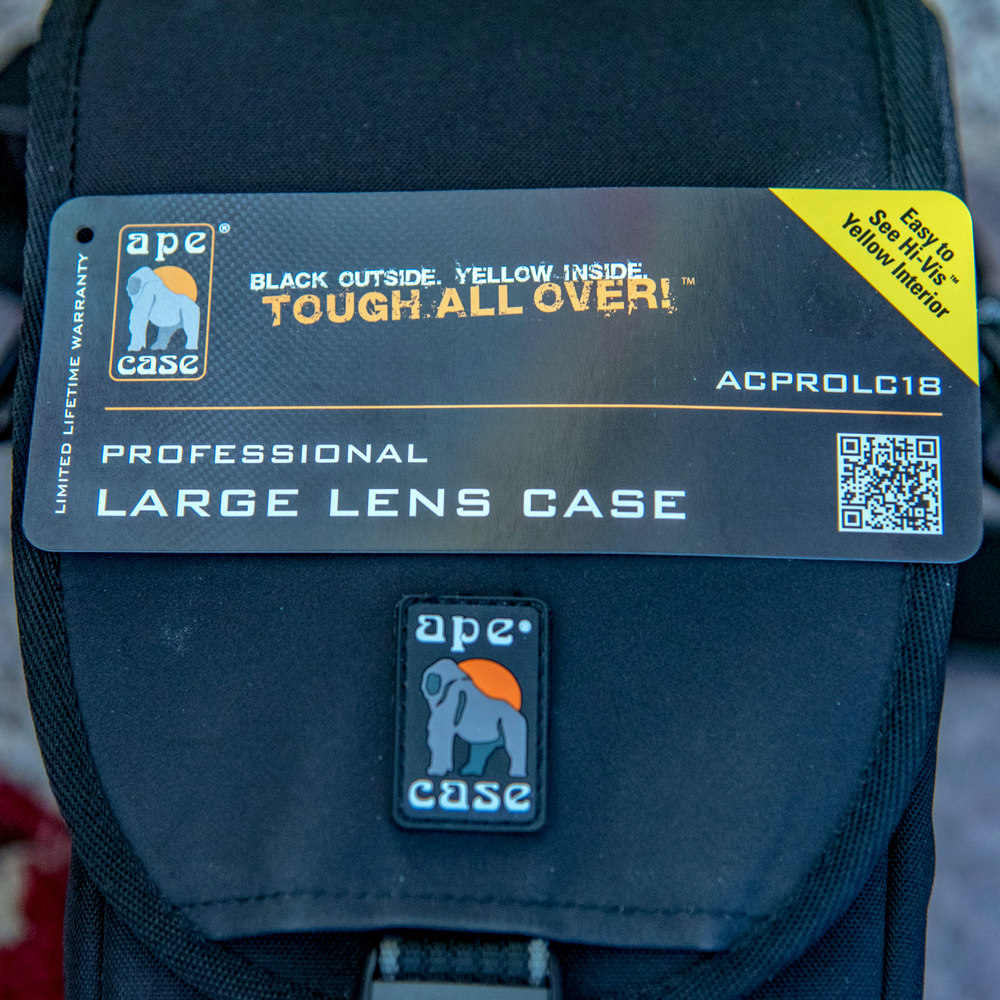 ape®
case
LIMITED LIFETIME WARRANTY
BLACK OUTSIDE. YELLOW INSIDE.
TOUGH ALL OVER!™
Easy to
See Hi-Vis™
Yellow Interior
ACPROLC18
PROFESSIONAL
LARGE LENS CASE
ape
case